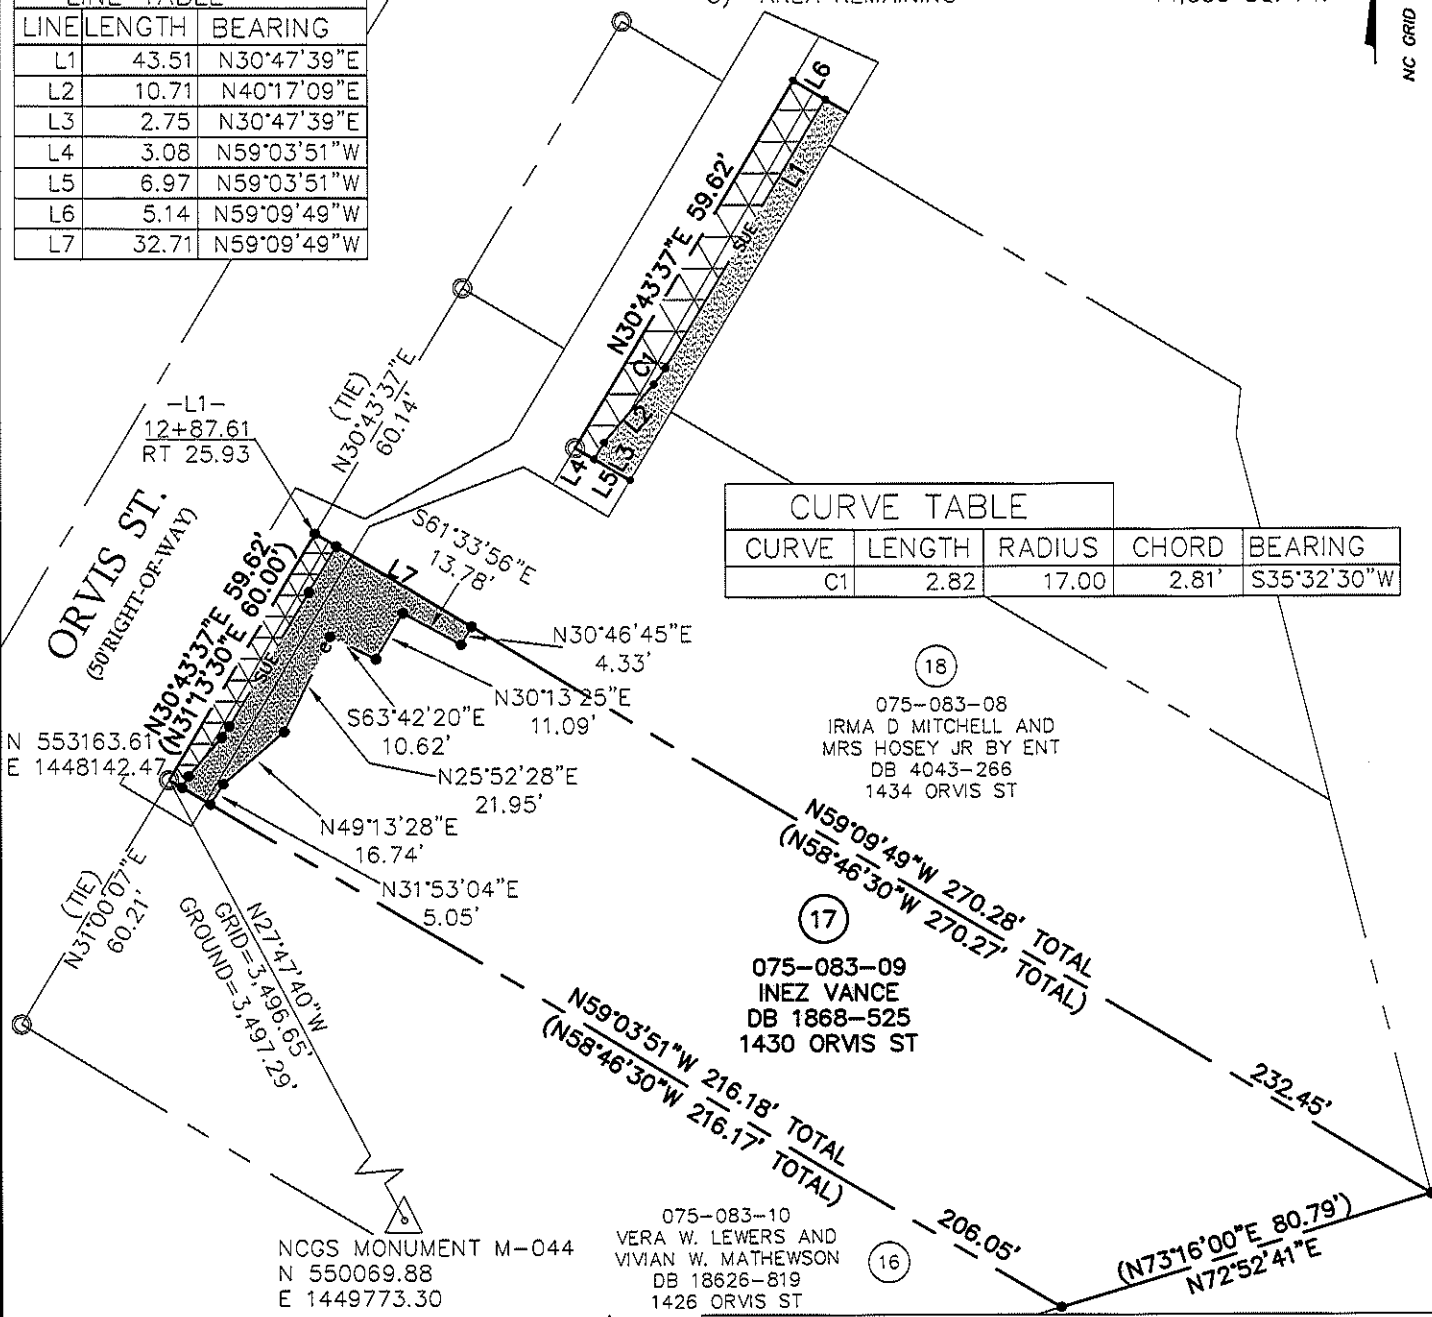 LINE TABLE
LINE LENGTH BEARING
L1 43.51 N30°47'39"E
L2 10.71 N40°17'09"E
L3 2.75 N30°47'39"E
L4 3.08 N59°03'51"W
L5 6.97 N59°03'51"W
L6 5.14 N59°09'49"W
L7 32.71 N59°09'49"W
NC GRID
L6
L1
SUE
N30°43'37"E 59.62'
C1
L2
L3
L4
L5
(TIE)
N30°43'37"E
60.14'
-L1-
12+87.61
RT 25.93
ORVIS ST.
(50'RIGHT-OF-WAY)
N30°43'37"E 59.62'
(N31°13'30"E 60.00')
SUE
L7
S61°33'56"E
13.78'
CURVE TABLE
CURVE LENGTH RADIUS CHORD BEARING
C1 2.82 17.00 2.81' S35°32'30"W
N30°46'45"E
4.33'
N30°13'25"E
11.09'
S63°42'20"E
10.62'
N25°52'28"E
21.95'
N49°13'28"E
16.74'
N31°53'04"E
5.05'
N 553163.61
E 1448142.47
18
075-083-08
IRMA D MITCHELL AND
MRS HOSEY JR BY ENT
DB 4043-266
1434 ORVIS ST
N59°09'49"W 270.28' TOTAL
(N58°46'30"W 270.27' TOTAL)
17
075-083-09
INEZ VANCE
DB 1868-525
1430 ORVIS ST
(TIE)
N31°00'07"E
60.21'
N27°47'40"W
GRID=3,496.65'
GROUND=3,497.29'
N59°03'51"W 216.18' TOTAL
(N58°46'30"W 216.17' TOTAL)
232.45'
206.05'
(N73°16'00"E 80.79')
N72°52'41"E
NCGS MONUMENT M-044
N 550069.88
E 1449773.30
075-083-10
VERA W. LEWERS AND
VIVIAN W. MATHEWSON
DB 18626-819
1426 ORVIS ST
16